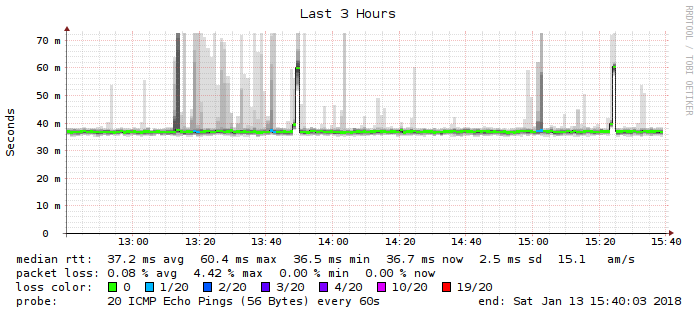 Last 3 Hours
RRDTOOL / TOBI OETIKER
Seconds
70 m
60 m
50 m
40 m
30 m
20 m
10 m
0
13:00 13:20 13:40 14:00 14:20 14:40 15:00 15:20 15:40
median rtt: 37.2 ms avg 60.4 ms max 36.5 ms min 36.7 ms now 2.5 ms sd 15.1 am/s
packet loss: 0.08 % avg 4.42 % max 0.00 % min 0.00 % now
loss color: 0 1/20 2/20 3/20 4/20 10/20 19/20
probe: 20 ICMP Echo Pings (56 Bytes) every 60s end: Sat Jan 13 15:40:03 2018